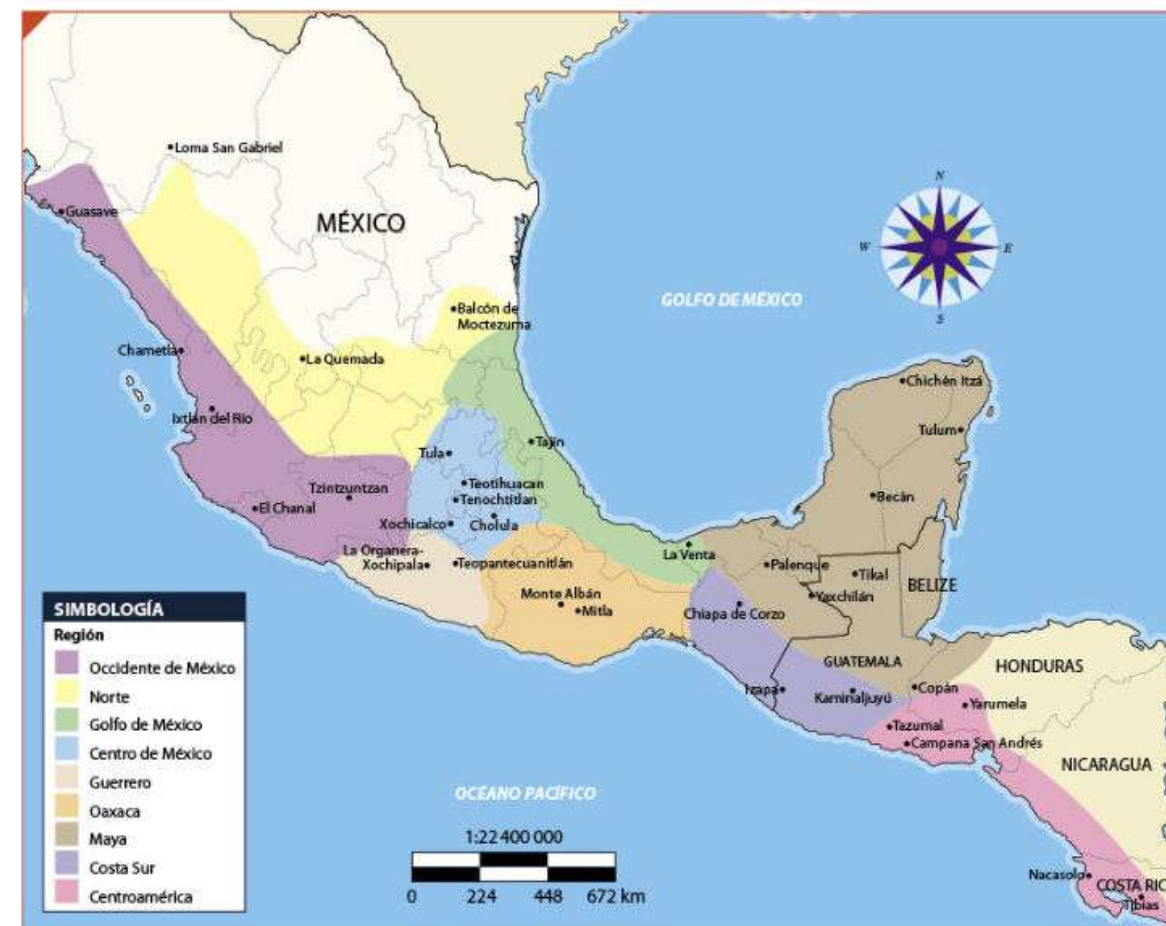 N
W
E
S
Loma San Gabriel
Guasave
MÉXICO
GOLFO DE MÉXICO
Balcón de
Moctezuma
Chametla
La Quemada
Chichén Itzá
Ixtlán del Río
Tulum
Tajín
Tula
Teotihuacan
Tzintzuntzan
Tenochtitlan
Becán
El Chanal
Xochicalco
Cholula
La Organera-
Xochipala
Teopantecuanitlán
La Venta
Palenque
Tikal
BELIZE
Yaxchilán
Monte Albán
Mitla
Chiapa de Corzo
GUATEMALA
HONDURAS
Izapa
Kaminaljuyú
Copán
Yarumela
Tazumal
Campana San Andrés
NICARAGUA
OCÉANO PACÍFICO
Nacasolo
COSTA RIC
Tibias
SIMBOLOGÍA
Región
Occidente de México
Norte
Golfo de México
Centro de México
Guerrero
Oaxaca
Maya
Costa Sur
Centroamérica
1:22 400 000
0 224 448 672 km